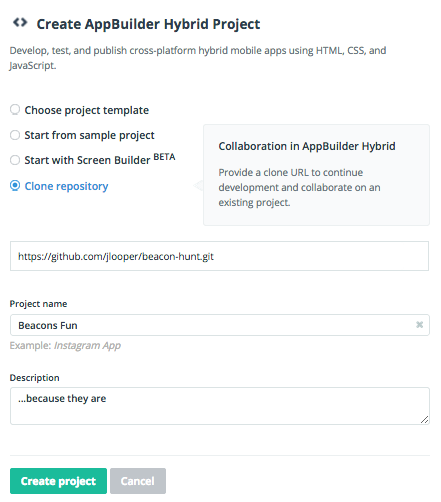 Create AppBuilder Hybrid Project
Develop, test, and publish cross-platform hybrid mobile apps using HTML, CSS, and
JavaScript.
Choose project template
Start from sample project
Start with Screen Builder BETA
Clone repository
Collaboration in AppBuilder Hybrid
Provide a clone URL to continue
development and collaborate on an
existing project.
https://github.com/jlooper/beacon-hunt.git
Project name
Beacons Fun
Example: Instagram App
Description
...because they are
Create project
Cancel